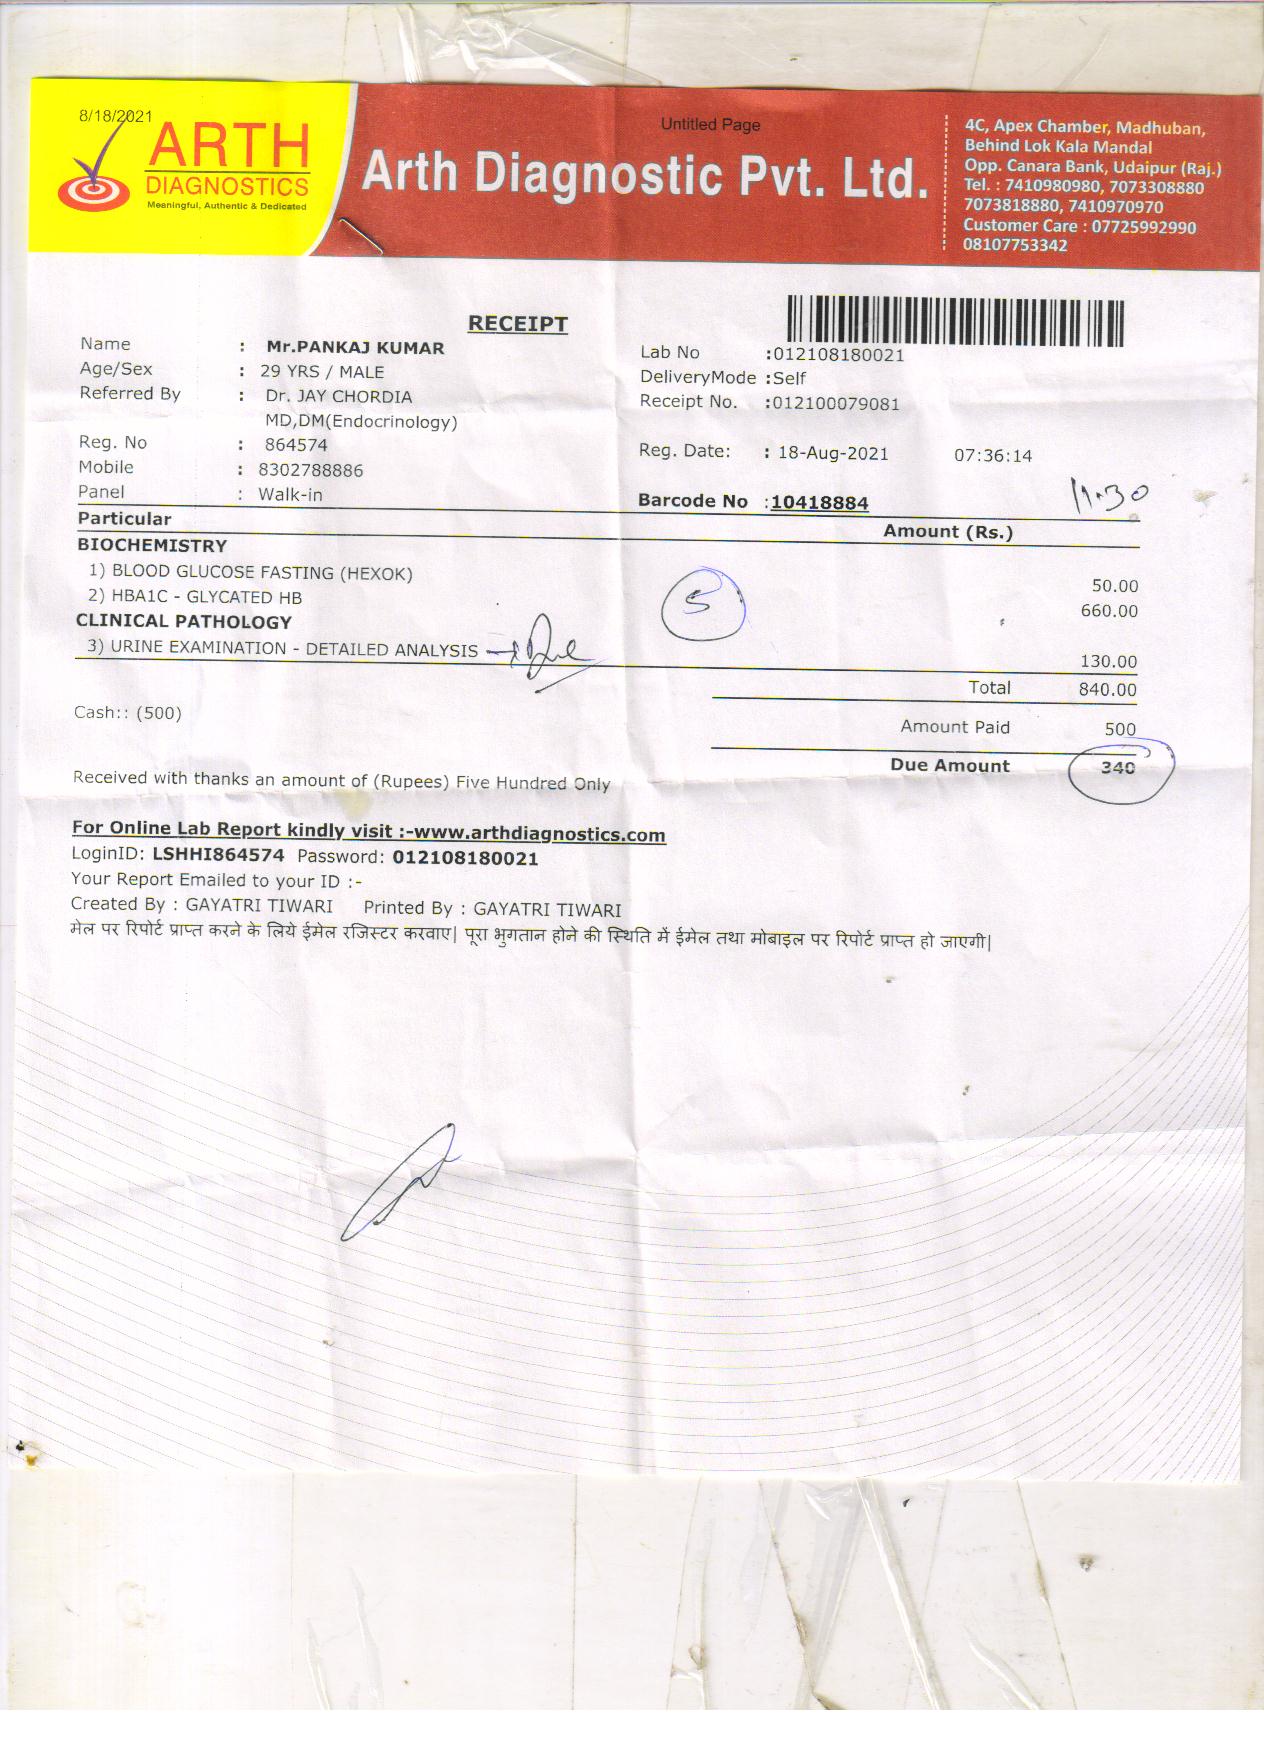 8/18/2021
Untitled Page
ARTH
DIAGNOSTICS
Meaningful, Authentic & Dedicated
Arth Diagnostic Pvt. Ltd.
4C, Apex Chamber, Madhuban,
Behind Lok Kala Mandal
Opp. Canara Bank, Udaipur (Raj.)
Tel. : 7410980980, 7073308880
7073818880, 7410970970
Customer Care : 07725992990
08107753342
RECEIPT
Name : Mr.PANKAJ KUMAR
Age/Sex : 29 YRS / MALE
Referred By : Dr. JAY CHORDIA
MD,DM(Endocrinology)
Reg. No : 864574
Mobile : 8302788886
Panel : Walk-in
Lab No :012108180021
DeliveryMode :Self
Receipt No. :012100079081
Reg. Date: : 18-Aug-2021 07:36:14
Barcode No :10418884
11.30
Particular Amount (Rs.)
BIOCHEMISTRY
1) BLOOD GLUCOSE FASTING (HEXOK) 50.00
2) HBA1C - GLYCATED HB 660.00
5
CLINICAL PATHOLOGY
3) URINE EXAMINATION - DETAILED ANALYSIS 130.00
Total 840.00
Cash:: (500)
Amount Paid 500
Due Amount 340
Received with thanks an amount of (Rupees) Five Hundred Only
For Online Lab Report kindly visit :-www.arthdiagnostics.com
LoginID: LSHHI864574 Password: 012108180021
Your Report Emailed to your ID :-
Created By : GAYATRI TIWARI Printed By : GAYATRI TIWARI
मेल पर रिपोर्ट प्राप्त करने के लिये ईमेल रजिस्टर करवाए| पूरा भुगतान होने की स्थिति में ईमेल तथा मोबाइल पर रिपोर्ट प्राप्त हो जाएगी|